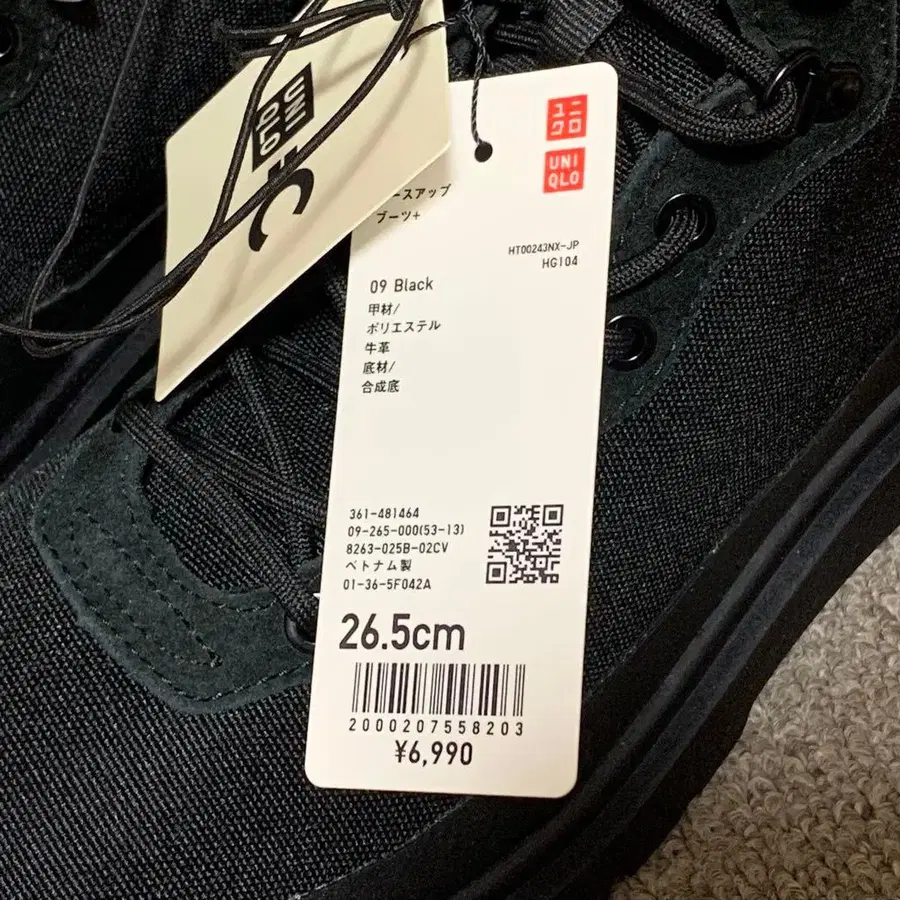 UNI
QLO
: C
ユニ
クロ
UNI
QLO
ースアップ
ブーツ+
HT00243NX-JP
HG104
09 Black
甲材/
ポリエステル
牛革
底材/
合成底
361-481464
09-265-000(53-13)
8263-025B-02CV
ベトナム製
01-36-5F042A
26.5cm
2000207558203
¥6,990